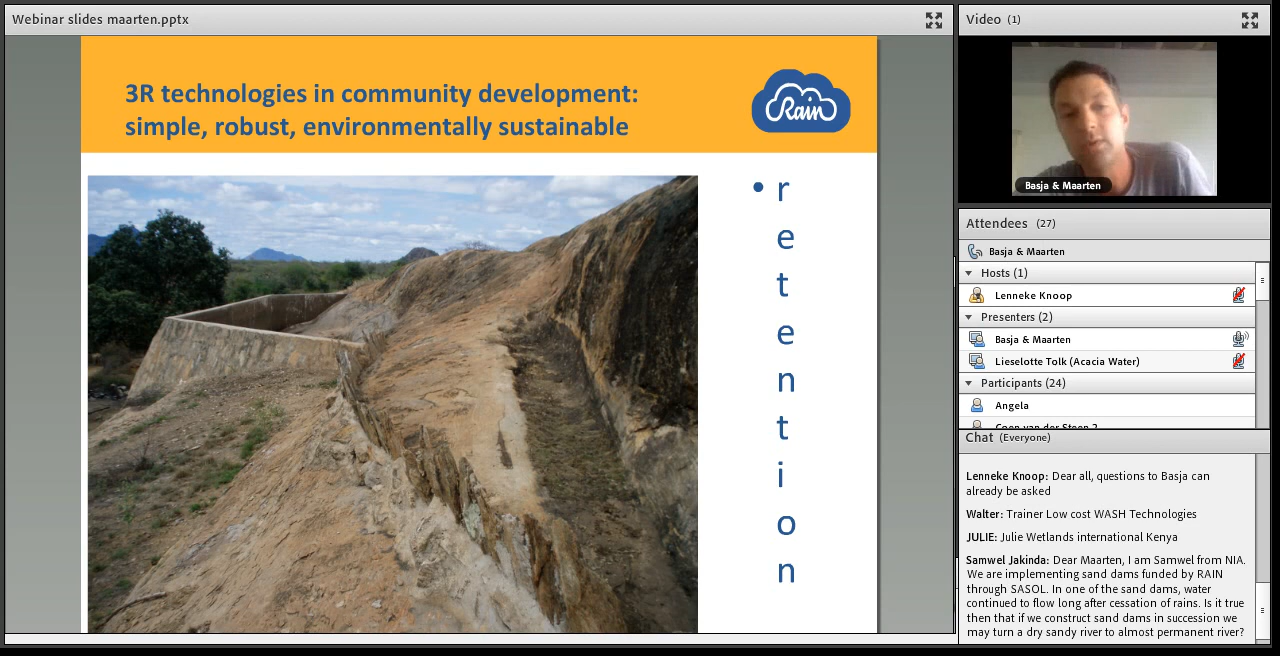 Webinar slides maarten.pptx
3R technologies in community development:
simple, robust, environmentally sustainable
Rain
• r
e
t
e
n
t
i
o
n
Video (1)
Basja & Maarten
Attendees (27)
Basja & Maarten
Hosts (1)
Lenneke Knoop
Presenters (2)
Basja & Maarten
Lieselotte Tolk (Acacia Water)
Participants (24)
Angela
Coen van der Steen 2
Chat (Everyone)
Lenneke Knoop: Dear all, questions to Basja can
already be asked
Walter: Trainer Low cost WASH Technologies
JULIE: Julie Wetlands international Kenya
Samwel Jakinda: Dear Maarten, I am Samwel from NIA.
We are implementing sand dams funded by RAIN
through SASOL. In one of the sand dams, water
continued to flow long after cessation of rains. Is it true
then that if we construct sand dams in succession we
may turn a dry sandy river to almost permanent river?